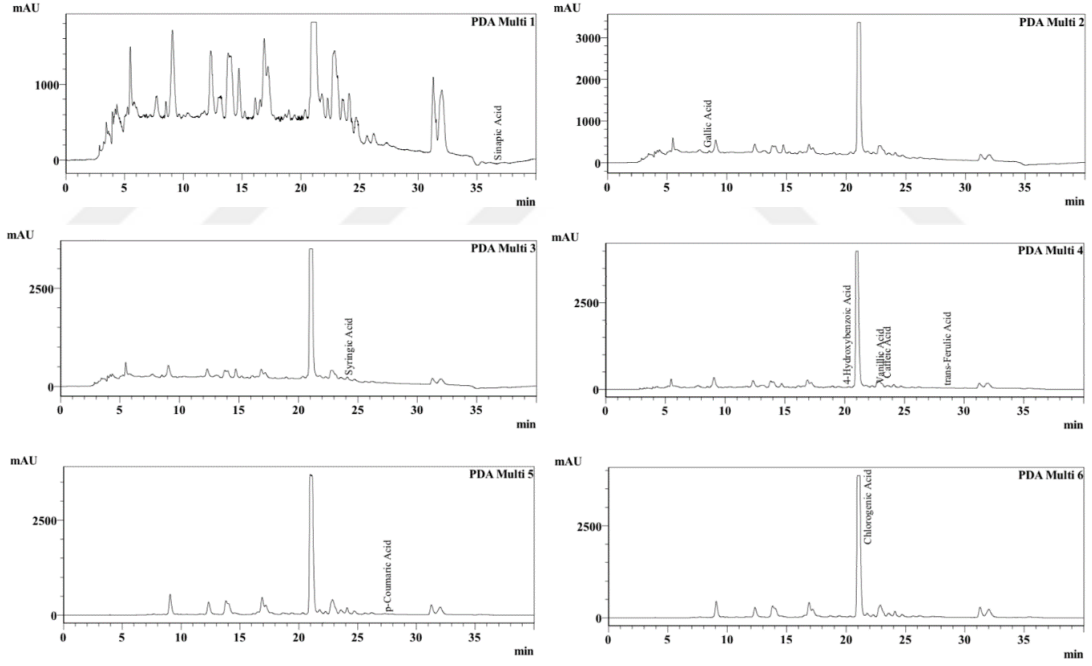 mAU
PDA Multi 1
1000
0
Sinapic Acid
0 5 10 15 20 25 30 35
min
mAU
PDA Multi 2
3000
2000
1000
0
Gallic Acid
0 5 10 15 20 25 30 35
min
mAU
PDA Multi 3
2500
0
Syringic Acid
0 5 10 15 20 25 30 35
min
mAU
PDA Multi 4
2500
0
4-Hydroxybenzoic Acid
Vanilic Acid
Caffeic Acid
trans-Ferulic Acid
0 5 10 15 20 25 30 35
min
mAU
PDA Multi 5
2500
0
p-Coumaric Acid
0 5 10 15 20 25 30 35
min
mAU
PDA Multi 6
2500
0
Chlorogenic Acid
0 5 10 15 20 25 30 35
min